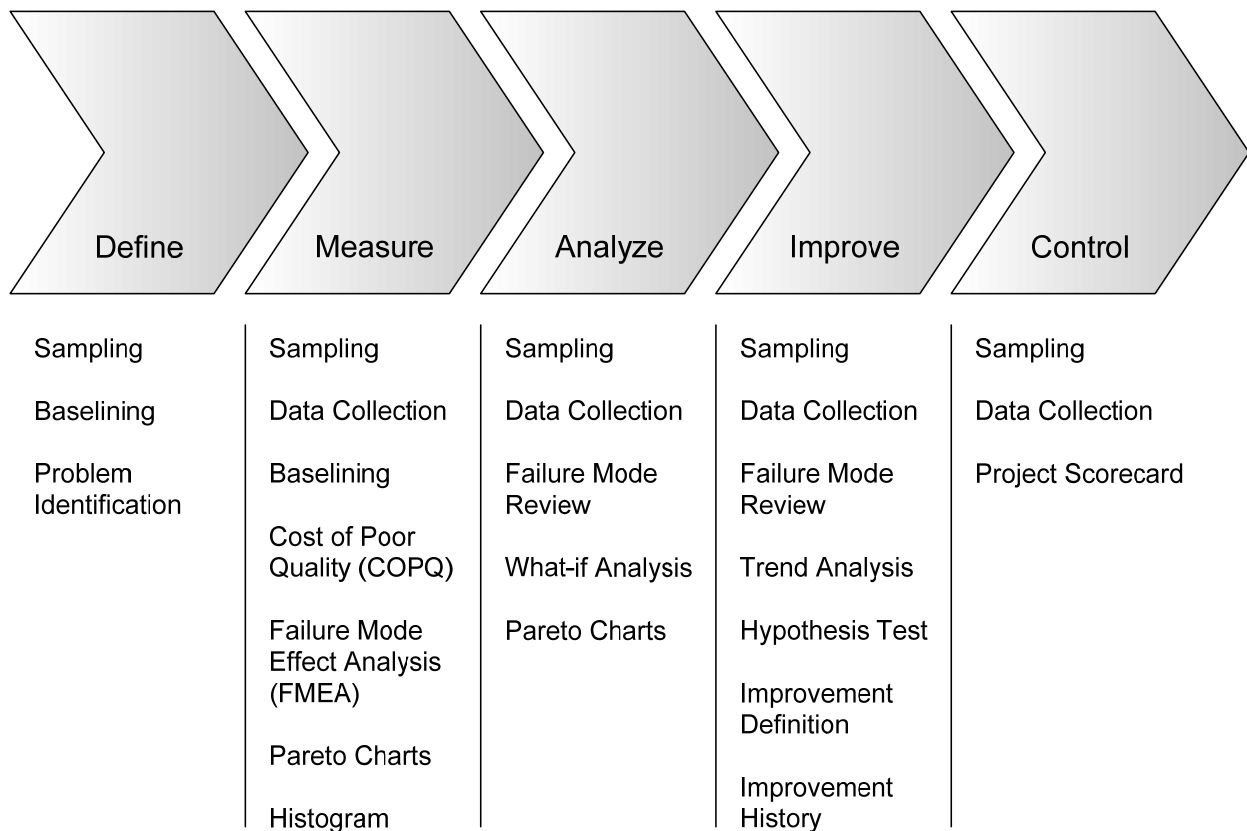 Define
Measure
Analyze
Improve
Control
Sampling
Baselining
Problem
Identification
Sampling
Data Collection
Baselining
Cost of Poor
Quality (COPQ)
Failure Mode
Effect Analysis
(FMEA)
Pareto Charts
Histogram
Sampling
Data Collection
Failure Mode
Review
What-if Analysis
Pareto Charts
Sampling
Data Collection
Failure Mode
Review
Trend Analysis
Hypothesis Test
Improvement
Definition
Improvement
History
Sampling
Data Collection
Project Scorecard